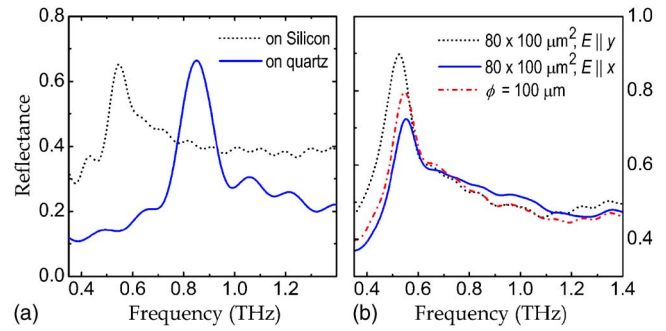 0.8
0.6
0.4
0.2
0.0
Reflectance
on Silicon
on quartz
0.4 0.6 0.8 1.0 1.2
Frequency (THz)
(a)
80 x 100 μm², E || y
80 x 100 μm², E || x
ϕ = 100 μm
1.0
0.8
0.6
0.4
0.4 0.6 0.8 1.0 1.2 1.4
Frequency (THz)
(b)